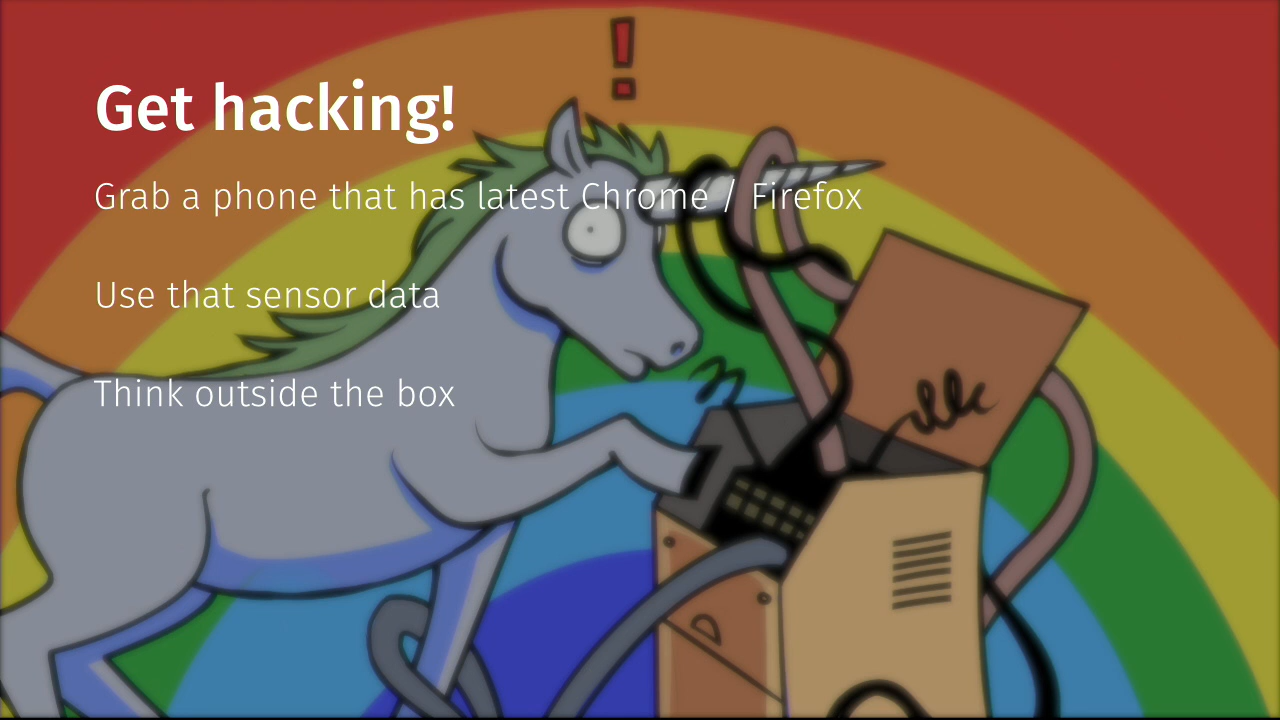 Get hacking!
Grab a phone that has latest Chrome / Firefox
Use that sensor data
Think outside the box